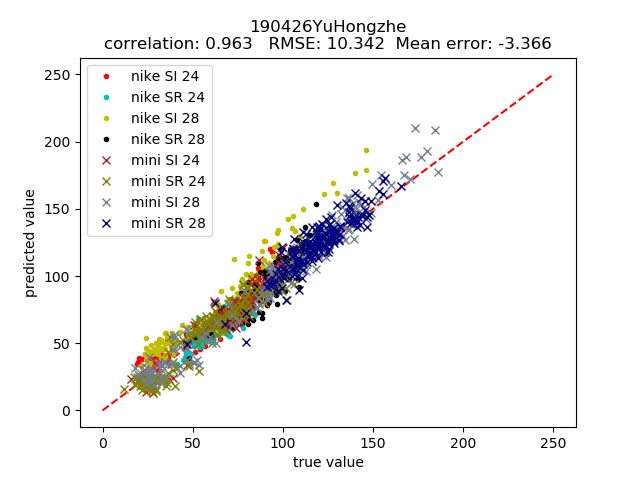 190426YuHongzhe
correlation: 0.963   RMSE: 10.342  Mean error: -3.366
nike SI 24
nike SR 24
nike SI 28
nike SR 28
mini SI 24
mini SR 24
mini SI 28
mini SR 28
predicted value
250
200
150
100
50
0
0 50 100 150 200 250
true value